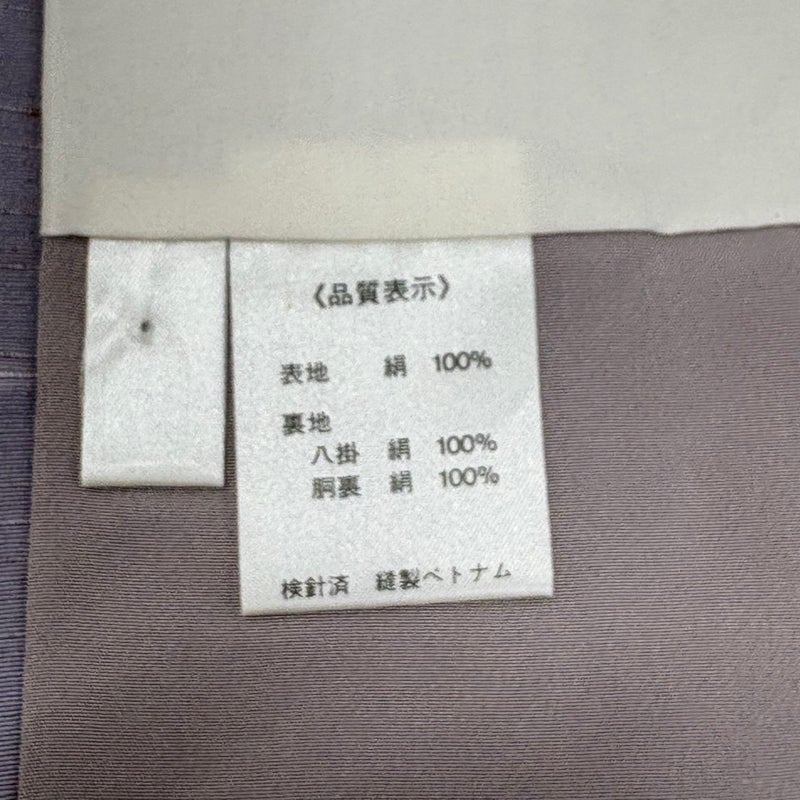 《品質表示》
表地 絹 100%
裏地
八掛 絹 100%
胴裏 絹 100%
検針済 縫製ベトナム